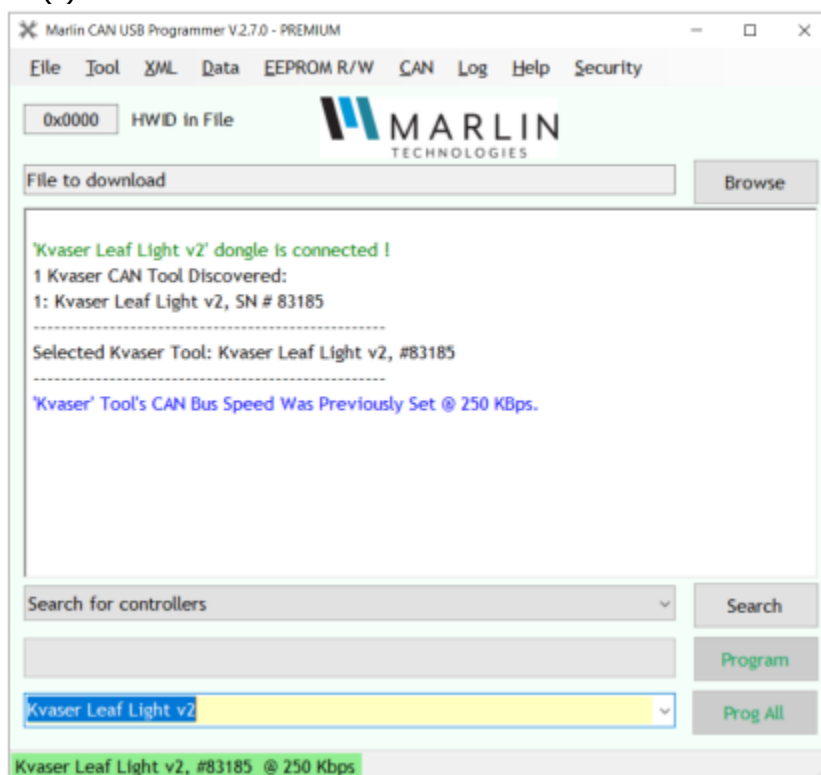 Marlin CAN USB Programmer V.2.7.0 - PREMIUM
File Tool XML Data EEPROM R/W CAN Log Help Security
0x0000 HWID in File
MARLIN
TECHNOLOGIES
File to download Browse
'Kvaser Leaf Light v2' dongle is connected !
1 Kvaser CAN Tool Discovered:
1: Kvaser Leaf Light v2, SN # 83185
----------------------------------------------------
Selected Kvaser Tool: Kvaser Leaf Light v2, #83185
----------------------------------------------------
'Kvaser' Tool's CAN Bus Speed Was Previously Set @ 250 KBps.
Search for controllers Search
Program
Kvaser Leaf Light v2 Prog All
Kvaser Leaf Light v2, #83185 @ 250 Kbps